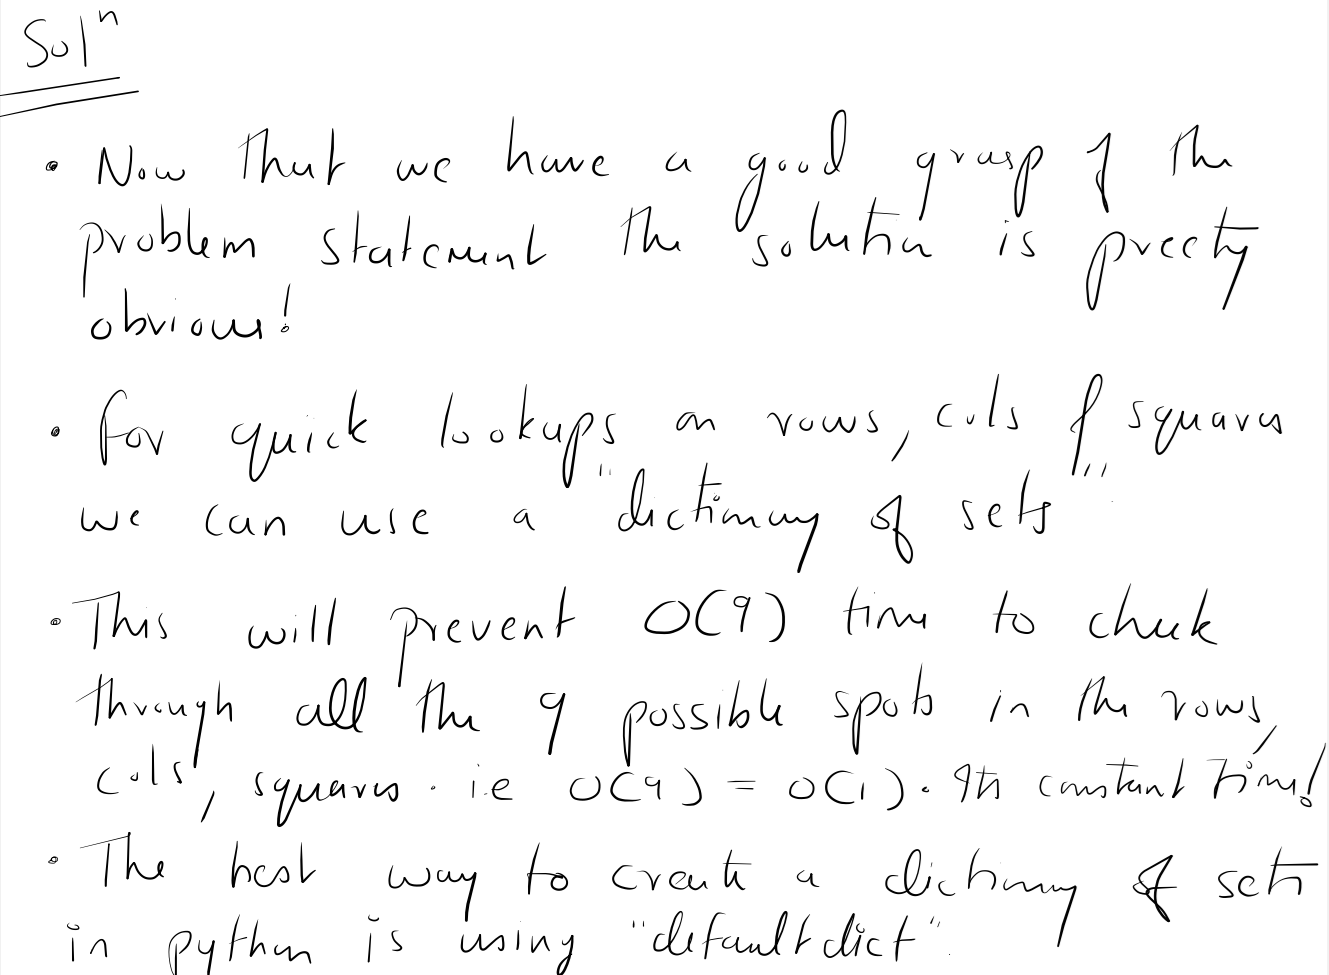 Solⁿ
• Now that we have a good grasp of the
problem statement the solution is preety
obvious!
• for quick lookups on rows, cols & squares
we can use a "dictionary of sets"
• This will prevent O(9) time to check
through all the 9 possible spots in the rows,
cols, squares. i.e O(9) = O(1). Its constant time!
• The best way to create a dictionary of sets
in python is using "defaultdict".